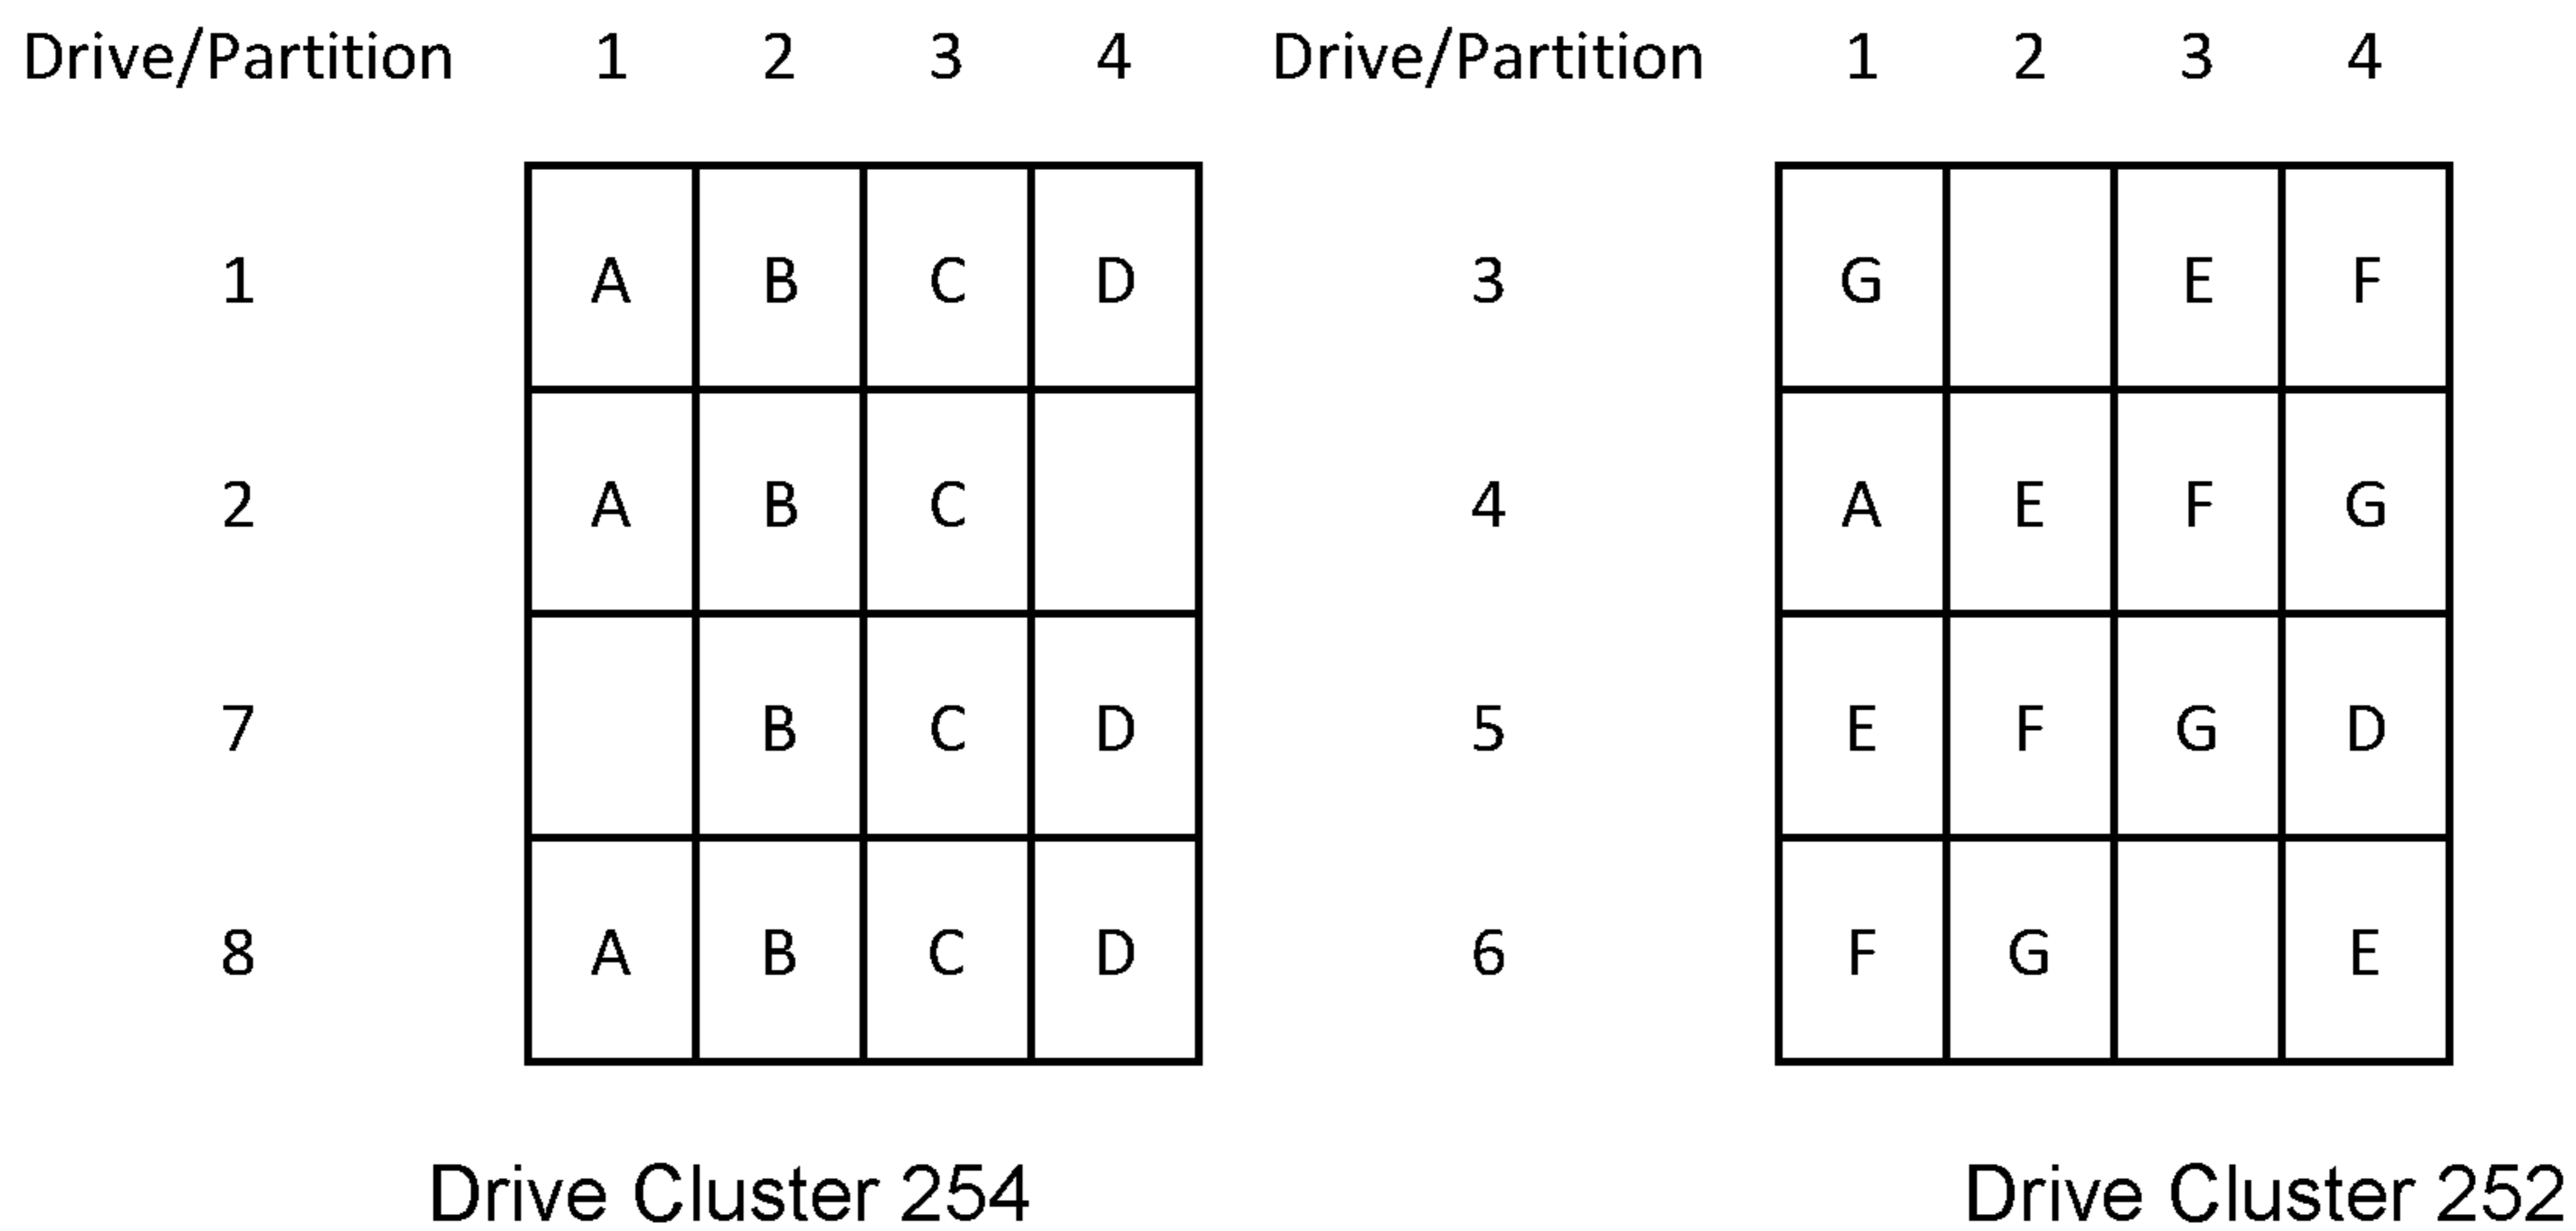 Drive/Partition 1 2 3 4 Drive/Partition 1 2 3 4
1 A B C D 3 G E F
2 A B C 4 A E F G
7 B C D 5 E F G D
8 A B C D 6 F G E
Drive Cluster 254 Drive Cluster 252